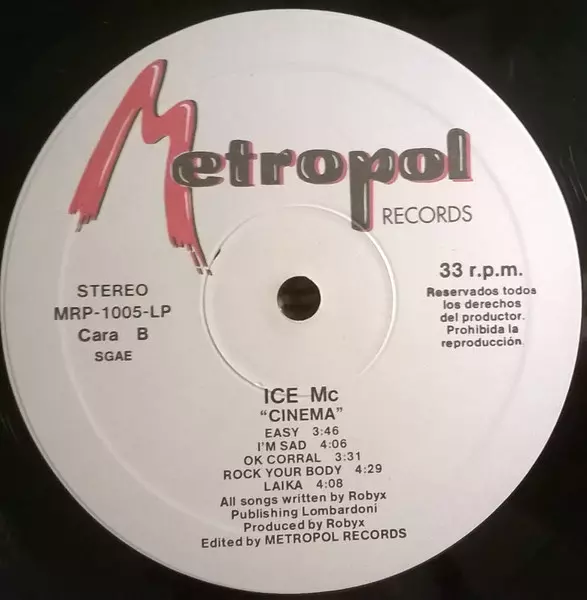 Metropol
RECORDS
STEREO
MRP-1005-LP
Cara B
SGAE
33 r.p.m.
Reservados todos
los derechos
del productor.
Prohibida la
reproducción.
ICE Mc
"CINEMA"
EASY 3:46
I'M SAD 4:06
OK CORRAL 3:31
ROCK YOUR BODY 4:29
LAIKA 4:08
All songs written by Robyx
Publishing Lombardoni
Produced by Robyx
Edited by METROPOL RECORDS